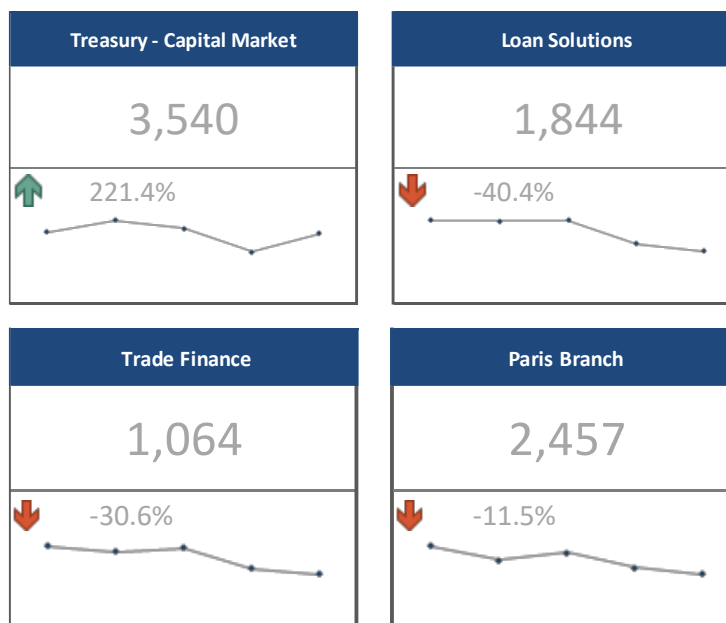 Treasury - Capital Market
3,540
221.4%
Loan Solutions
1,844
-40.4%
Trade Finance
1,064
-30.6%
Paris Branch
2,457
-11.5%